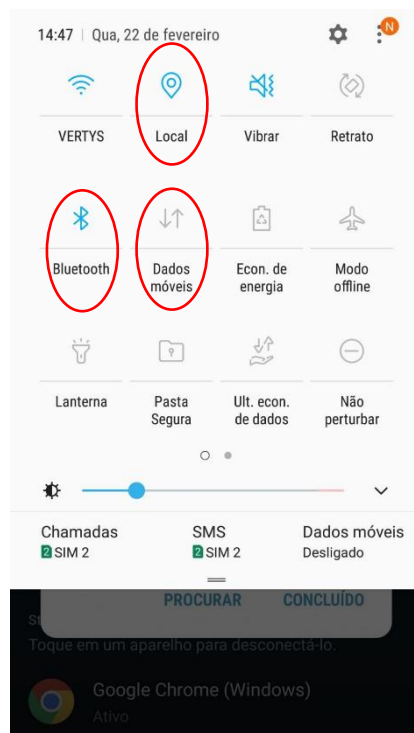 14:47 | Qua, 22 de fevereiro
N
VERTYS
Local
Vibrar
Retrato
Bluetooth
Dados
móveis
Econ. de
energia
Modo
offline
Lanterna
Pasta
Segura
Ult. econ.
de dados
Não
perturbar
Chamadas
2 SIM 2
SMS
2 SIM 2
Dados móveis
Desligado
PROCURAR CONCLUÍDO
Toque em um aparelho para desconectá-lo.
Google Chrome (Windows)
Ativo